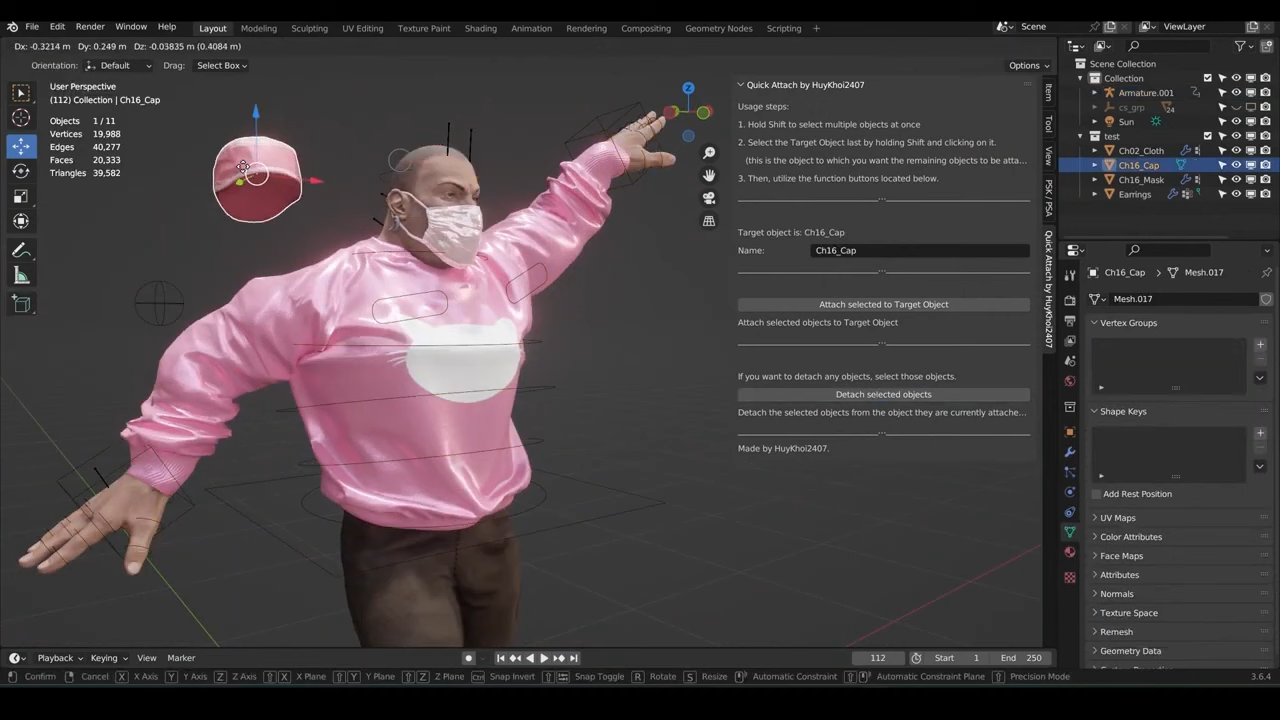 File Edit Render Window Help Layout Modeling Sculpting UV Editing Texture Paint Shading Animation Rendering Compositing Geometry Nodes Scripting + Scene ViewLayer
Dx: -0.3214 m Dy: 0.249 m Dz: -0.03835 m (0.4084 m)
Orientation: Default Drag: Select Box Options
User Perspective
(112) Collection | Ch16_Cap
Objects 1 / 11
Vertices 19,988
Edges 40,277
Faces 20,333
Triangles 39,582
Z
Quick Attach by HuyKhoi2407
Usage steps:
1. Hold Shift to select multiple objects at once
2. Select the Target Object last by holding Shift and clicking on it.
(this is the object to which you want the remaining objects to be atta...
3. Then, utilize the function buttons located below.
Target object is: Ch16_Cap
Name: Ch16_Cap
Attach selected to Target Object
Attach selected objects to Target Object
If you want to detach any objects, select those objects.
Detach selected objects
Detach the selected objects from the object they are currently attache...
Made by HuyKhoi2407.
Item
Tool
View
PSK / PSA
Quick Attach by HuyKhoi2407
Scene Collection
Collection
Armature.001
cs_grp 24
Sun
test
Ch02_Cloth
Ch16_Cap
Ch16_Mask
Earrings
Ch16_Cap Mesh.017
Mesh.017
Vertex Groups
Shape Keys
Add Rest Position
UV Maps
Color Attributes
Face Maps
Attributes
Normals
Texture Space
Remesh
Geometry Data
Playback Keying View Marker 112 Start 1 End 250
Confirm Cancel X X Axis Y Y Axis Z Z Axis X X Plane Y Y Plane Z Z Plane Ctrl Snap Invert Snap Toggle R Rotate S Resize Automatic Constraint Automatic Constraint Plane Precision Mode 3.6.4